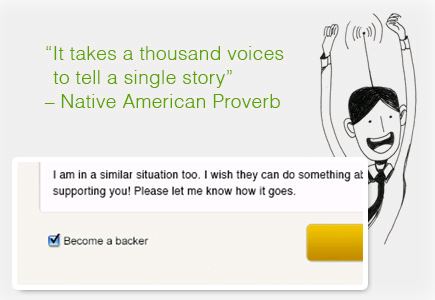 “It takes a thousand voices
to tell a single story”
– Native American Proverb
I am in a similar situation too. I wish they can do something ab
supporting you! Please let me know how it goes.
Become a backer